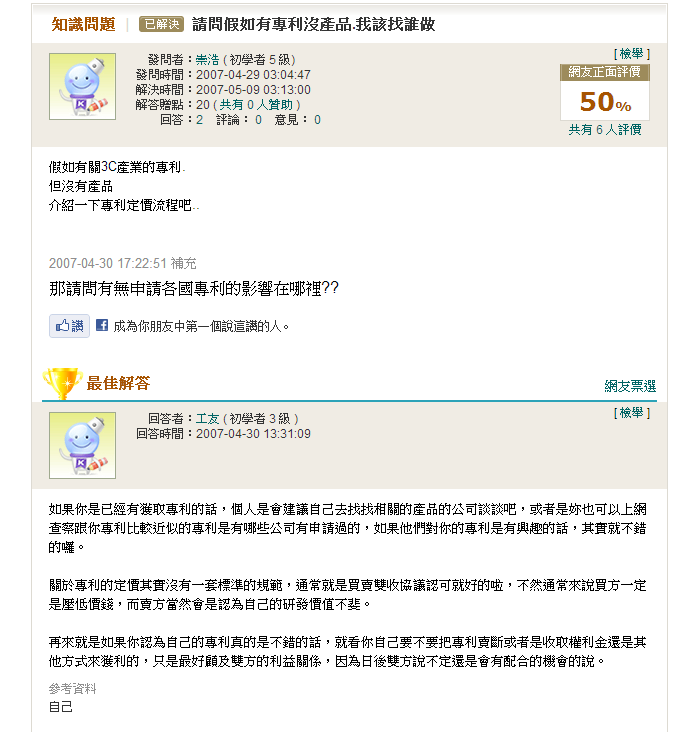 知識問題 | 已解決 請問假如有專利沒產品.我該找誰做
發問者：崇浩 ( 初學者 5 級)
發問時間：2007-04-29 03:04:47
解決時間：2007-05-09 03:13:00
解答贈點：20 ( 共有 0 人贊助 )
回答：2 評論： 0 意見： 0
[ 檢舉 ]
網友正面評價
50%
共有 6 人評價
假如有關3C產業的專利.
但沒有產品
介紹一下專利定價流程吧..
2007-04-30 17:22:51 補充
那請問有無申請各國專利的影響在哪裡??
讚 成為你朋友中第一個說這讚的人。
最佳解答 網友票選
回答者：工友 ( 初學者 3 級 )
回答時間：2007-04-30 13:31:09
[ 檢舉 ]
如果你是已經有獲取專利的話，個人是會建議自己去找找相關的產品的公司談談吧，或者是妳也可以上網
查察跟你專利比較近似的專利是有哪些公司有申請過的，如果他們對你的專利是有興趣的話，其實就不錯
的囉。
關於專利的定價其實沒有一套標準的規範，通常就是買賣雙收協議認可就好的啦，不然通常來說買方一定
是壓低價錢，而賣方當然會是認為自己的研發價值不斐。
再來就是如果你認為自己的專利真的是不錯的話，就看你自己要不要把專利賣斷或者是收取權利金還是其
他方式來獲利的，只是最好顧及雙方的利益關係，因為日後雙方說不定還是會有配合的機會的說。
參考資料
自己